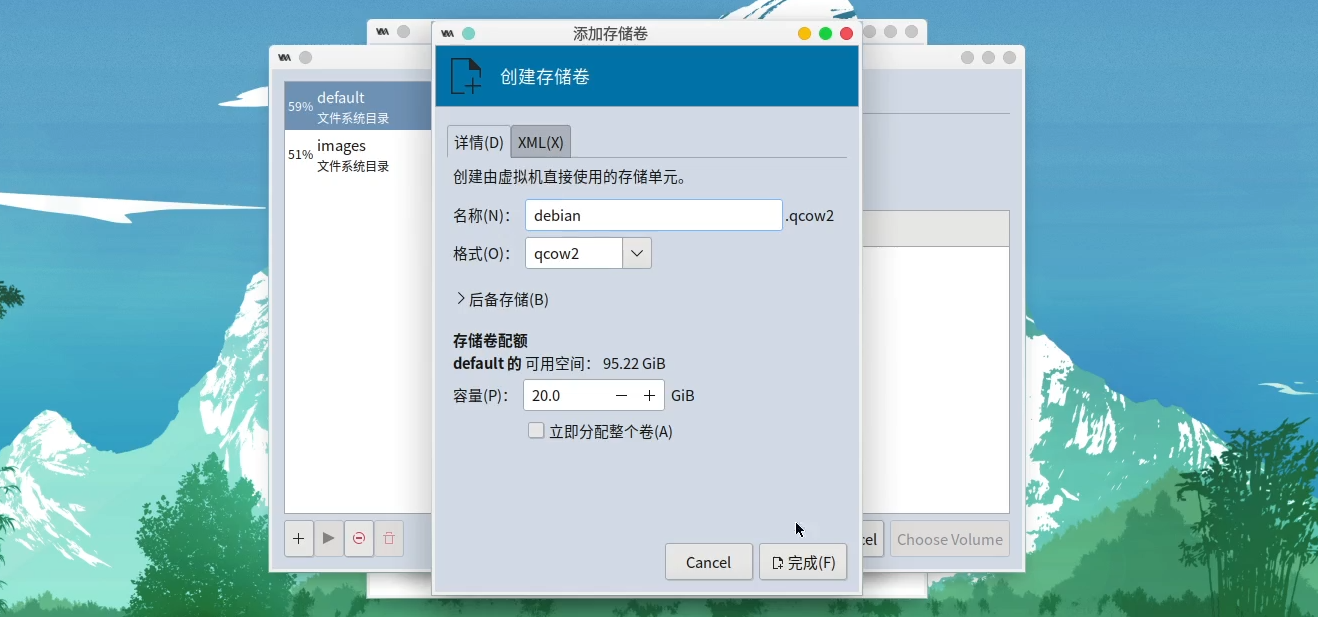 添加存储卷
创建存储卷
59% default
文件系统目录
51% images
文件系统目录
详情(D) XML(X)
创建由虚拟机直接使用的存储单元。
名称(N): debian .qcow2
格式(O): qcow2
后备存储(B)
存储卷配额
default 的 可用空间: 95.22 GiB
容量(P): 20.0 GiB
立即分配整个卷(A)
Cancel 完成(F)
cel Choose Volume